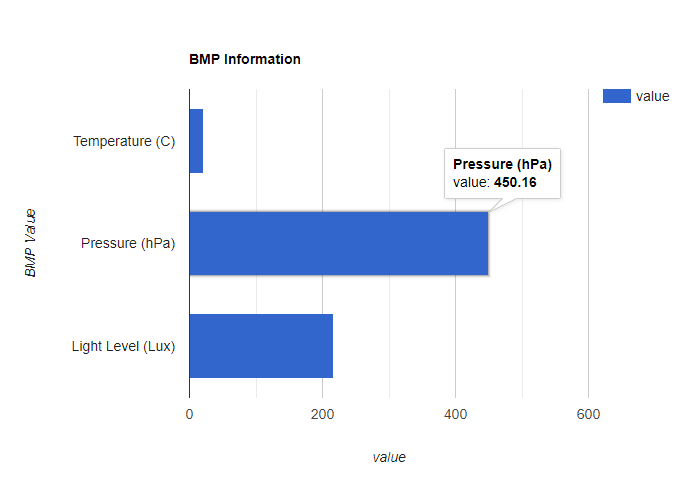 BMP Information
value
Temperature (C)
Pressure (hPa)
value: 450.16
Pressure (hPa)
BMP Value
Light Level (Lux)
0
200
400
600
value